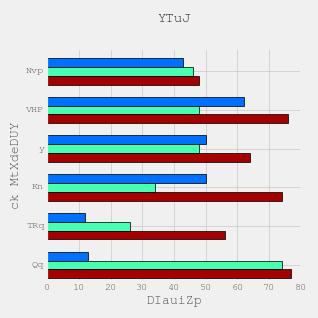 YTuJ
ck MtXdeDUY
Nvp
VHF
y
Kn
TRq
Qq
0 10 20 30 40 50 60 70 80
DIauiZp